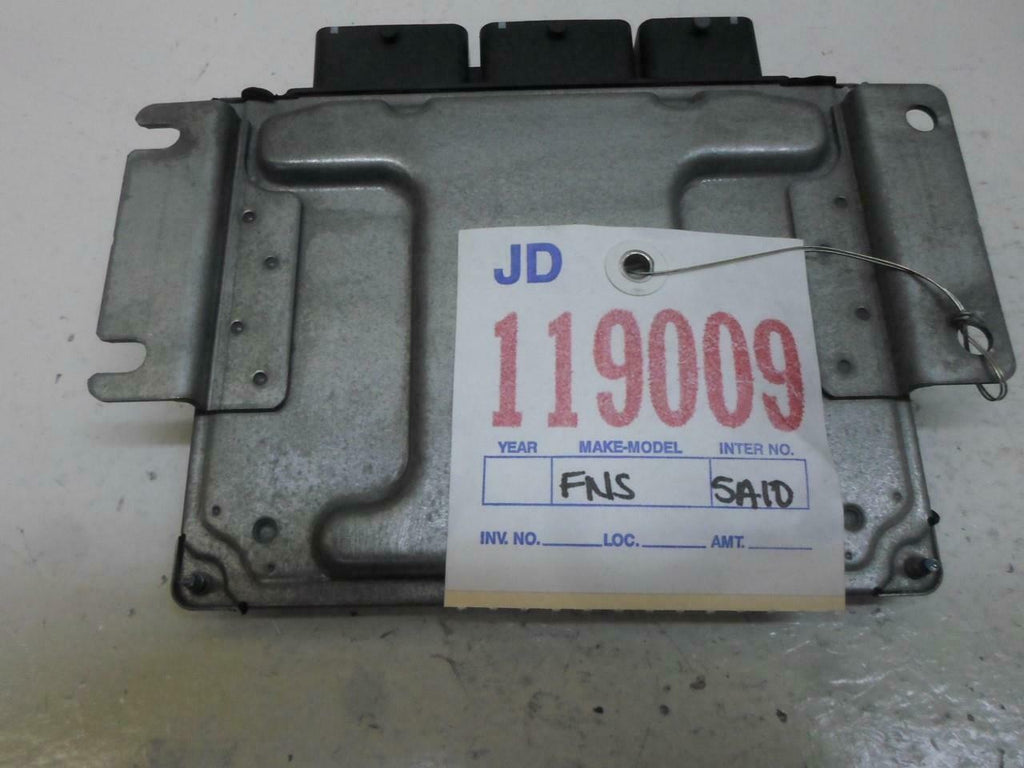 JD
119009
YEAR MAKE-MODEL INTER NO.
FNS SA10
INV. NO. LOC. AMT.